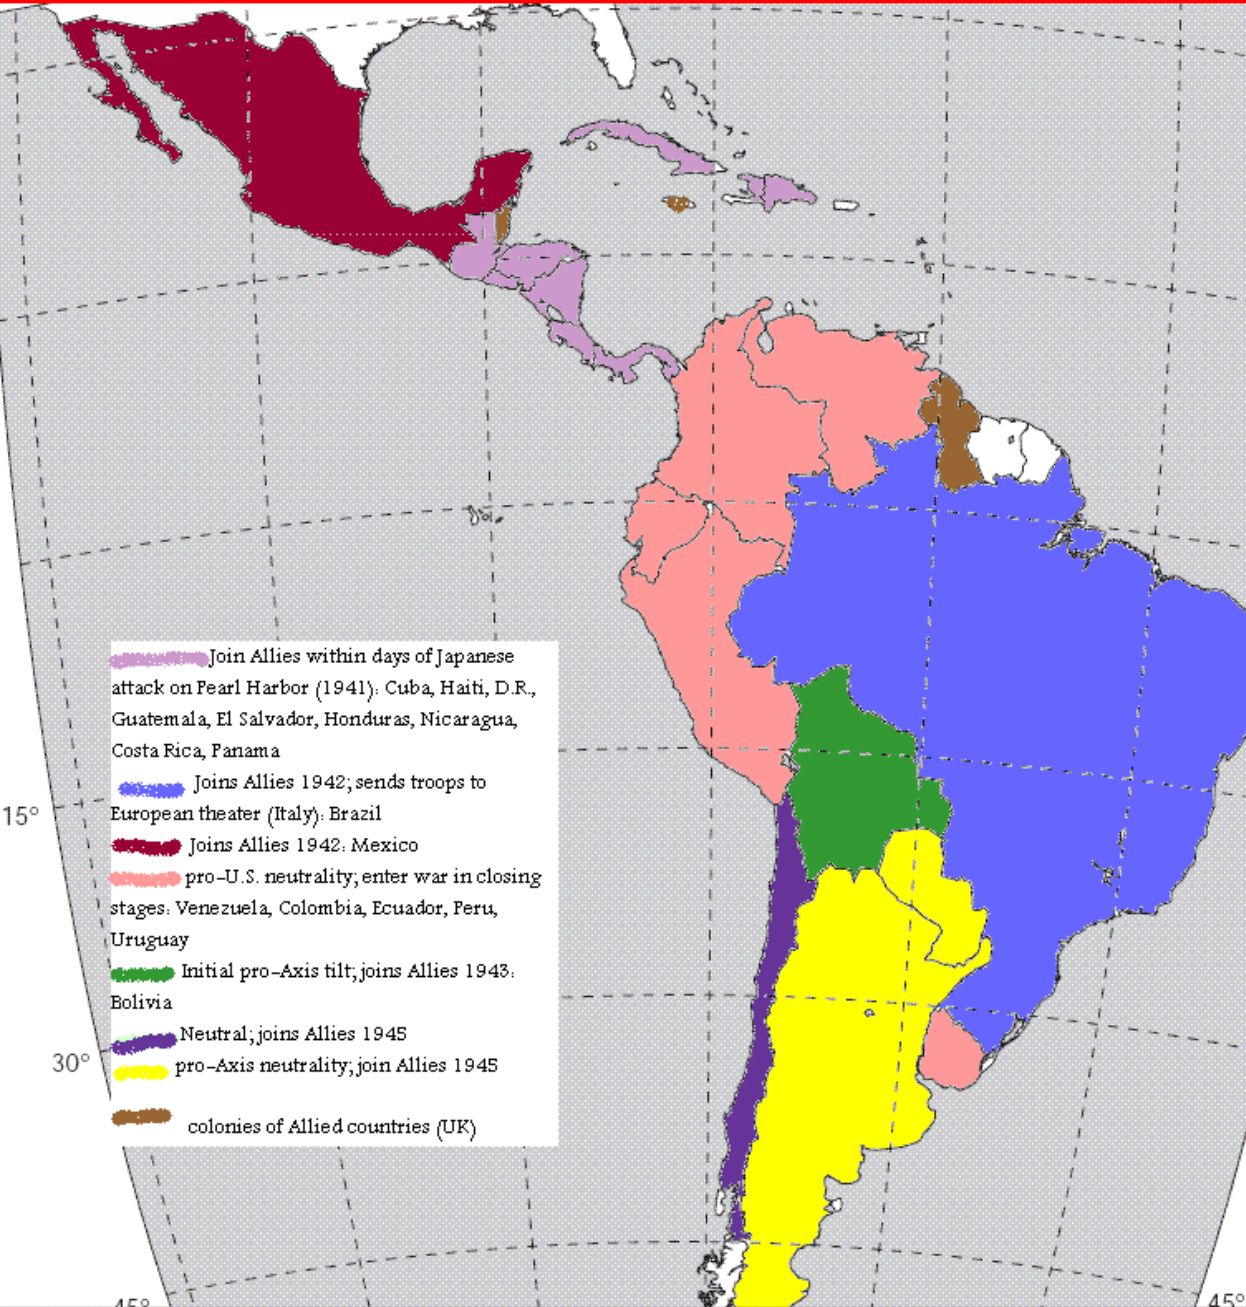 Join Allies within days of Japanese
attack on Pearl Harbor (1941): Cuba, Haiti, D.R.,
Guatemala, El Salvador, Honduras, Nicaragua,
Costa Rica, Panama
Joins Allies 1942; sends troops to
European theater (Italy): Brazil
15°
Joins Allies 1942: Mexico
pro-U.S. neutrality; enter war in closing
stages: Venezuela, Colombia, Ecuador, Peru,
Uruguay
Initial pro-Axis tilt; joins Allies 1943:
Bolivia
Neutral; joins Allies 1945
30°
pro-Axis neutrality; join Allies 1945
colonies of Allied countries (UK)
45°
45°